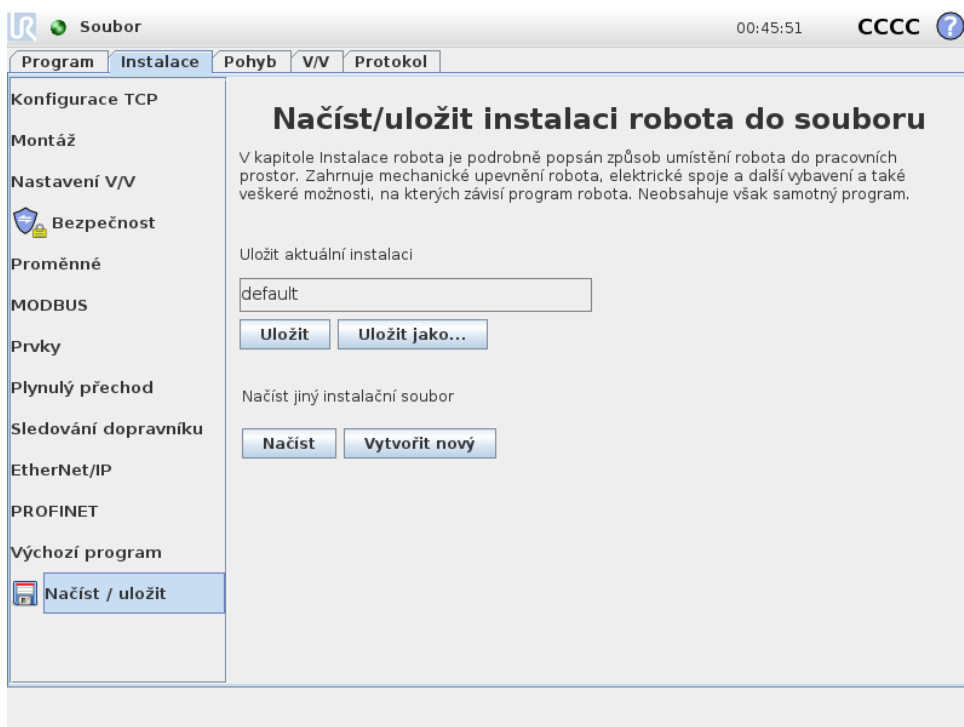 UR Soubor 00:45:51 CCCC ?
Program Instalace Pohyb V/V Protokol
Konfigurace TCP
Montáž
Nastavení V/V
Bezpečnost
Proměnné
MODBUS
Prvky
Plynulý přechod
Sledování dopravníku
EtherNet/IP
PROFINET
Výchozí program
Načíst / uložit
Načíst/uložit instalaci robota do souboru
V kapitole Instalace robota je podrobně popsán způsob umístění robota do pracovních
prostor. Zahrnuje mechanické upevnění robota, elektrické spoje a další vybavení a také
veškeré možnosti, na kterých závisí program robota. Neobsahuje však samotný program.
Uložit aktuální instalaci
default
Uložit Uložit jako...
Načíst jiný instalační soubor
Načíst Vytvořit nový